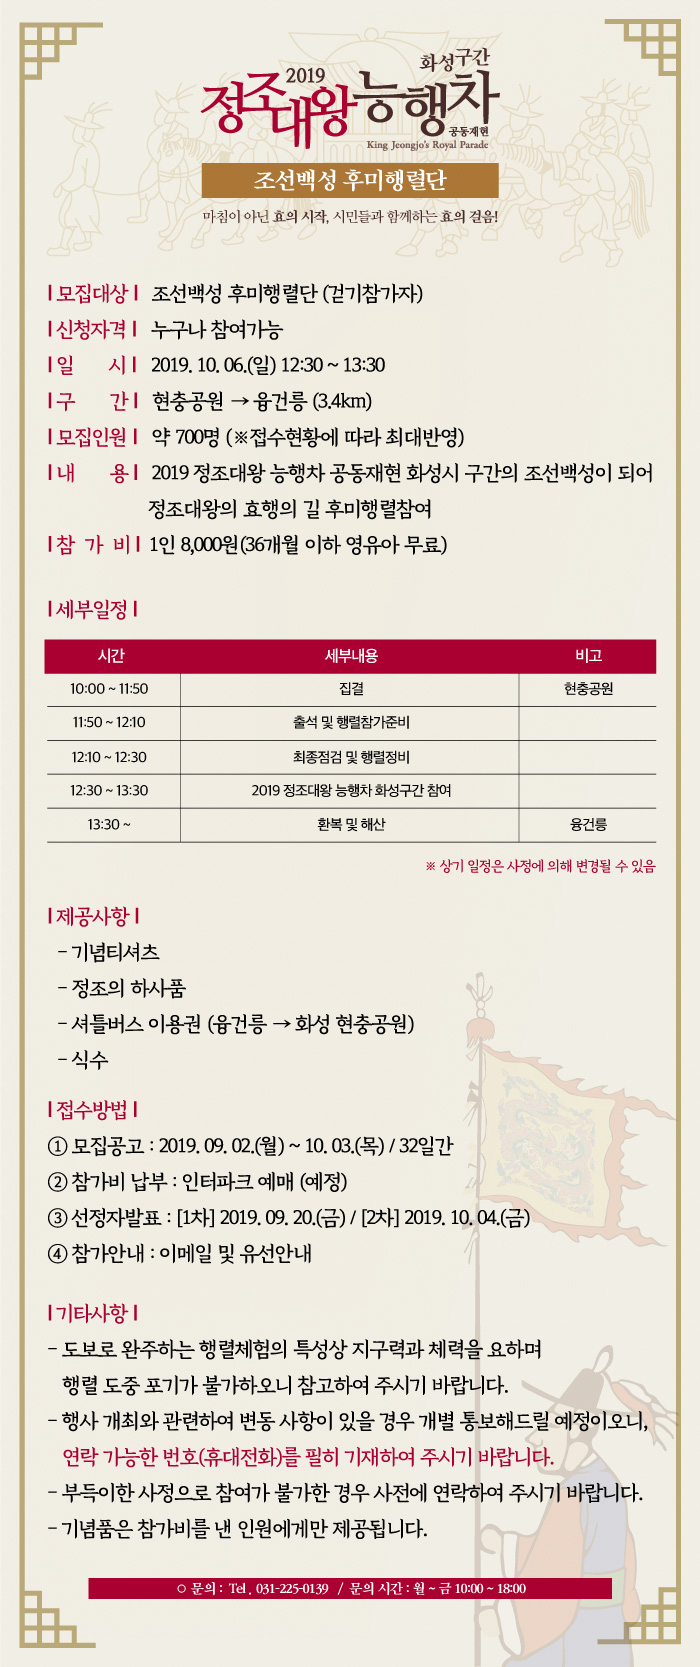 화성구간
2019
정조대왕 능행차
공동재현
King Jeongjo's Royal Parade
조선백성 후미행렬단
마침이 아닌 효의 시작, 시민들과 함께하는 효의 걸음!
| 모집대상 | 조선백성 후미행렬단 (걷기참가자)
| 신청자격 | 누구나 참여가능
| 일 시 | 2019. 10. 06.(일) 12:30 ~ 13:30
| 구 간 | 현충공원 → 융건릉 (3.4km)
| 모집인원 | 약 700명 (※접수현황에 따라 최대반영)
| 내 용 | 2019 정조대왕 능행차 공동재현 화성시 구간의 조선백성이 되어
정조대왕의 효행의 길 후미행렬참여
| 참 가 비 | 1인 8,000원(36개월 이하 영유아 무료)
| 세부일정 |
시간 세부내용 비고
10:00 ~ 11:50 집결 현충공원
11:50 ~ 12:10 출석 및 행렬참가준비
12:10 ~ 12:30 최종점검 및 행렬정비
12:30 ~ 13:30 2019 정조대왕 능행차 화성구간 참여
13:30 ~ 환복 및 해산 융건릉
※ 상기 일정은 사정에 의해 변경될 수 있음
| 제공사항 |
- 기념티셔츠
- 정조의 하사품
- 셔틀버스 이용권 (융건릉 → 화성 현충공원)
- 식수
| 접수방법 |
① 모집공고 : 2019. 09. 02.(월) ~ 10. 03.(목) / 32일간
② 참가비 납부 : 인터파크 예매 (예정)
③ 선정자발표 : [1차] 2019. 09. 20.(금) / [2차] 2019. 10. 04.(금)
④ 참가안내 : 이메일 및 유선안내
| 기타사항 |
- 도보로 완주하는 행렬체험의 특성상 지구력과 체력을 요하며
행렬 도중 포기가 불가하오니 참고하여 주시기 바랍니다.
- 행사 개최와 관련하여 변동 사항이 있을 경우 개별 통보해드릴 예정이오니,
연락 가능한 번호(휴대전화)를 필히 기재하여 주시기 바랍니다.
- 부득이한 사정으로 참여가 불가한 경우 사전에 연락하여 주시기 바랍니다.
- 기념품은 참가비를 낸 인원에게만 제공됩니다.
○ 문의 : Tel . 031-225-0139 / 문의 시간 : 월 ~ 금 10:00 ~ 18:00